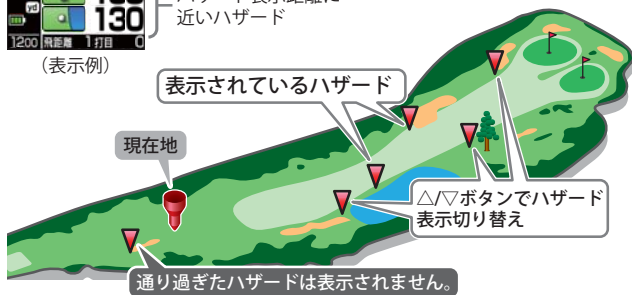 130
1200 飛距離 1打目 0
yd
近いハザード
(表示例)
表示されているハザード
現在地
△/▽ボタンでハザード
表示切り替え
通り過ぎたハザードは表示されません。